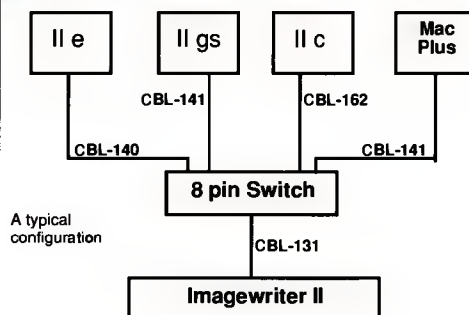 II e
II gs
II c
Mac
Plus
CBL-141
CBL-162
CBL-140
CBL-141
8 pin Switch
A typical
configuration
CBL-131
Imagewriter II